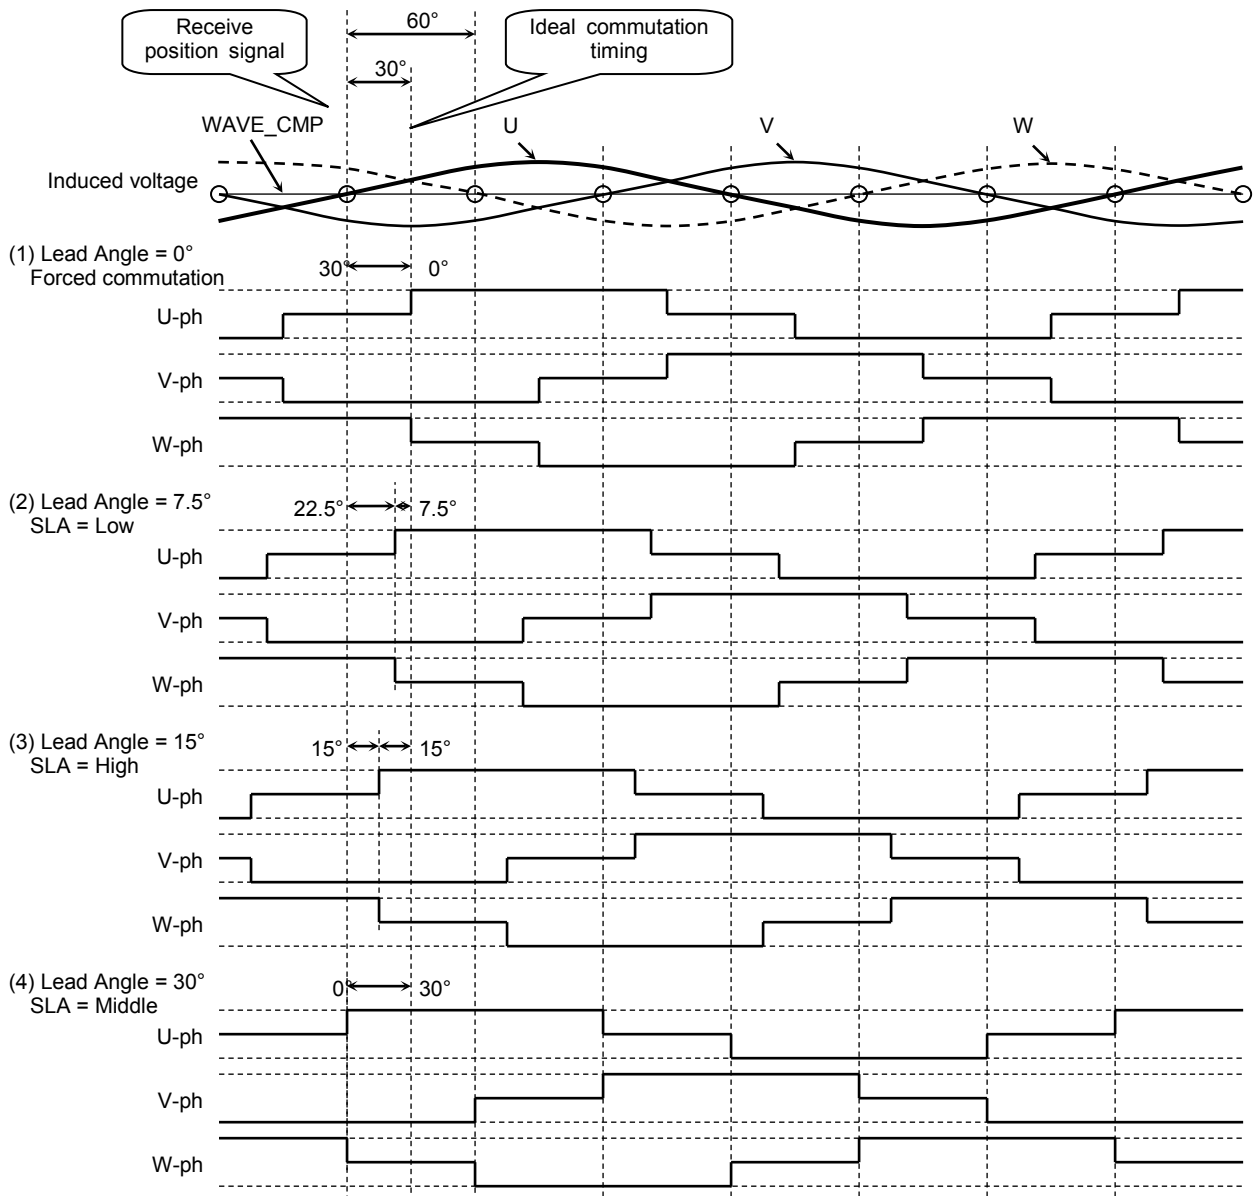 Receive
position signal
60°
Ideal commutation
timing
30°
WAVE_CMP
U
V
W
Induced voltage
(1) Lead Angle = 0°
Forced commutation
30°
0°
U-ph
V-ph
W-ph
(2) Lead Angle = 7.5°
SLA = Low
22.5°
7.5°
U-ph
V-ph
W-ph
(3) Lead Angle = 15°
SLA = High
15°
15°
U-ph
V-ph
W-ph
(4) Lead Angle = 30°
SLA = Middle
0°
30°
U-ph
V-ph
W-ph